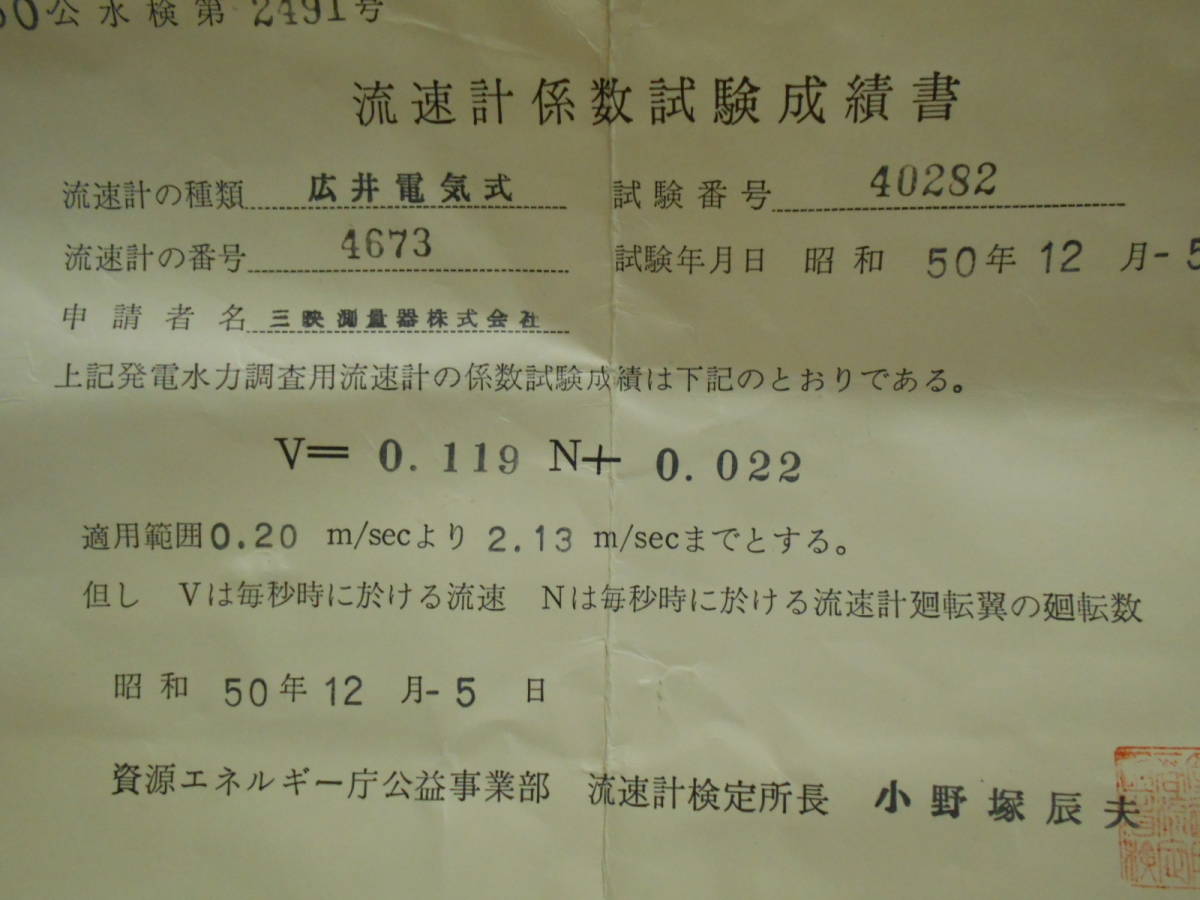 50公水検第 2491号
流速計係数試験成績書
流速計の種類 広井電気式 試験番号 40282
流速計の番号 4673 試験年月日 昭和 50年 12 月-5
申請者名 三映測量器株式会社
上記発電水力調査用流速計の係数試験成績は下記のとおりである。
V= 0.119 N+ 0.022
適用範囲0.20 m/secより 2.13 m/secまでとする。
但し Vは毎秒時に於ける流速 Nは毎秒時に於ける流速計廻転翼の廻転数
昭和 50年 12 月-5 日
資源エネルギー庁公益事業部 流速計検定所長 小野塚辰夫